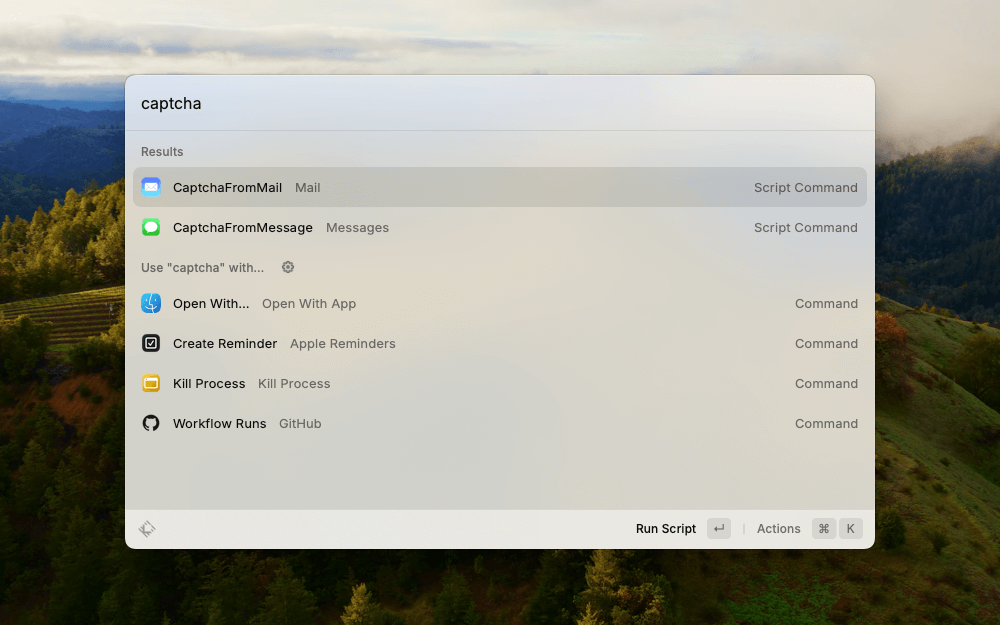 captcha
Results
CaptchaFromMail Mail Script Command
CaptchaFromMessage Messages Script Command
Use "captcha" with...
Open With... Open With App Command
Create Reminder Apple Reminders Command
Kill Process Kill Process Command
Workflow Runs GitHub Command
Run Script ↵ | Actions ⌘ K